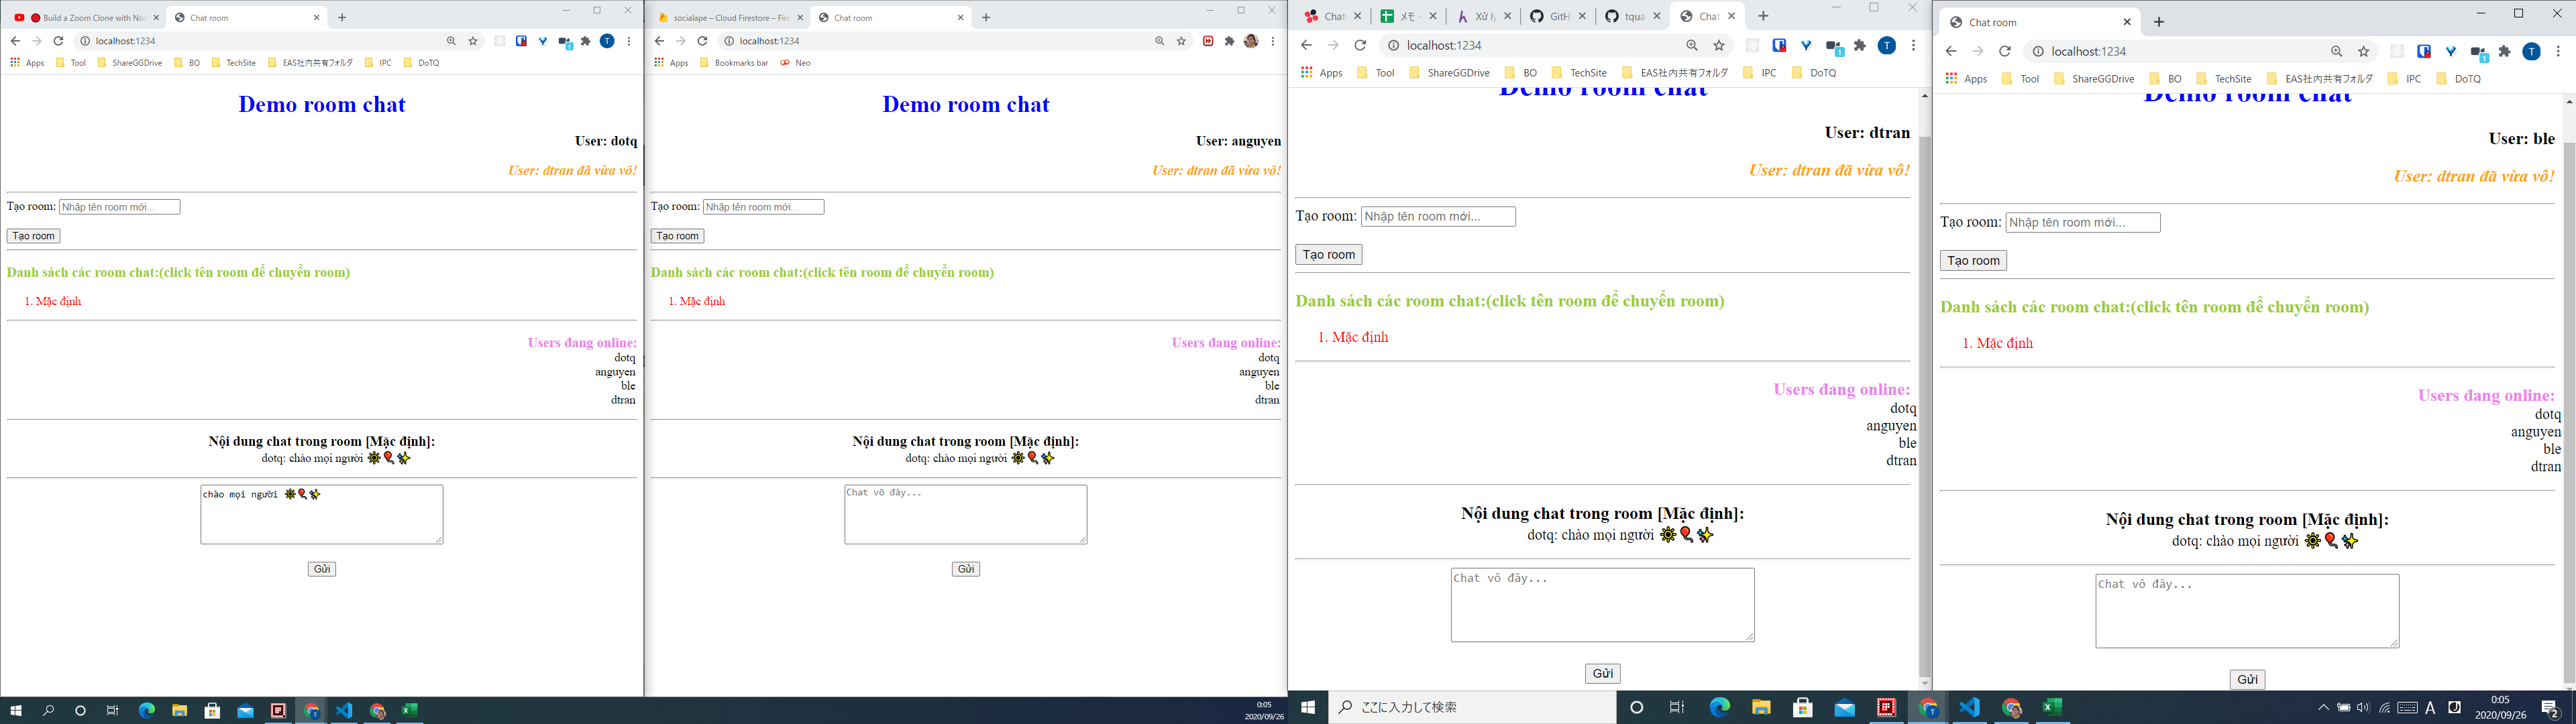 Build a Zoom Clone with Nod
Chat room
localhost:1234
Apps
Tool
ShareGGDrive
BO
TechSite
EAS社内共有フォルダ
IPC
DoTQ
Demo room chat
User: dotq
User: dtran đã vừa vô!
Tạo room: Nhập tên room mới...
Tạo room
Danh sách các room chat:(click tên room để chuyển room)
1. Mặc định
Users đang online:
dotq
anguyen
ble
dtran
Nội dung chat trong room [Mặc định]:
dotq: chào mọi người 🌞🎈✨
chào mọi người 🌞🎈✨
Gửi
socialape – Cloud Firestore – Fire
Chat room
localhost:1234
Apps
Bookmarks bar
Neo
Demo room chat
User: anguyen
User: dtran đã vừa vô!
Tạo room: Nhập tên room mới...
Tạo room
Danh sách các room chat:(click tên room để chuyển room)
1. Mặc định
Users đang online:
dotq
anguyen
ble
dtran
Nội dung chat trong room [Mặc định]:
dotq: chào mọi người 🌞🎈✨
Chat vô đây...
Gửi
0:05
2020/09/26
Chat
メモ -
Xử lý
GitH
tqua
Chat
localhost:1234
Apps
Tool
ShareGGDrive
BO
TechSite
EAS社内共有フォルダ
IPC
DoTQ
Demo room chat
User: dtran
User: dtran đã vừa vô!
Tạo room: Nhập tên room mới...
Tạo room
Danh sách các room chat:(click tên room để chuyển room)
1. Mặc định
Users đang online:
dotq
anguyen
ble
dtran
Nội dung chat trong room [Mặc định]:
dotq: chào mọi người 🌞🎈✨
Chat vô đây...
Gửi
ここに入力して検索
Chat room
localhost:1234
Apps
Tool
ShareGGDrive
BO
TechSite
EAS社内共有フォルダ
IPC
DoTQ
Demo room chat
User: ble
User: dtran đã vừa vô!
Tạo room: Nhập tên room mới...
Tạo room
Danh sách các room chat:(click tên room để chuyển room)
1. Mặc định
Users đang online:
dotq
anguyen
ble
dtran
Nội dung chat trong room [Mặc định]:
dotq: chào mọi người 🌞🎈✨
Chat vô đây...
Gửi
A
0:05
2020/09/26
2